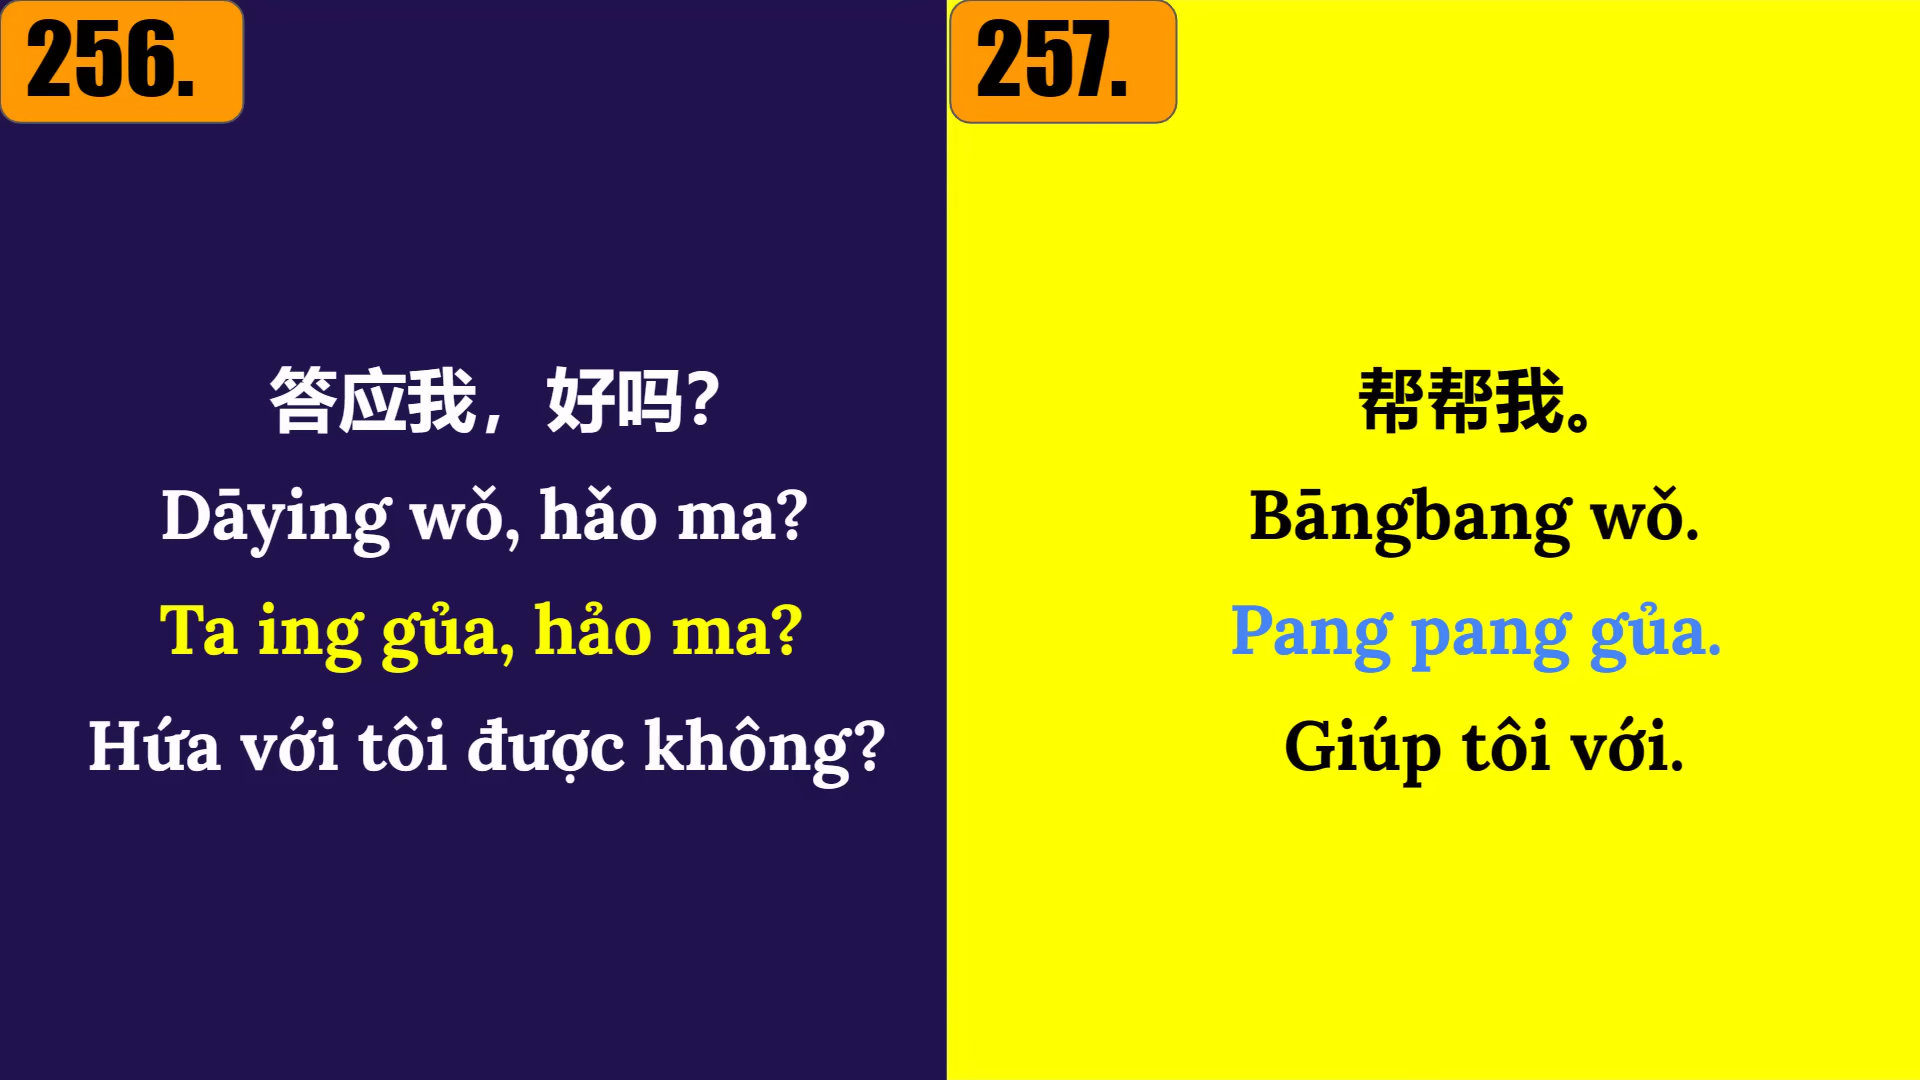 256.
答应我，好吗？
Dāying wǒ, hǎo ma?
Ta ing gủa, hảo ma?
Hứa với tôi được không?
257.
帮帮我。
Bāngbang wǒ.
Pang pang gủa.
Giúp tôi với.